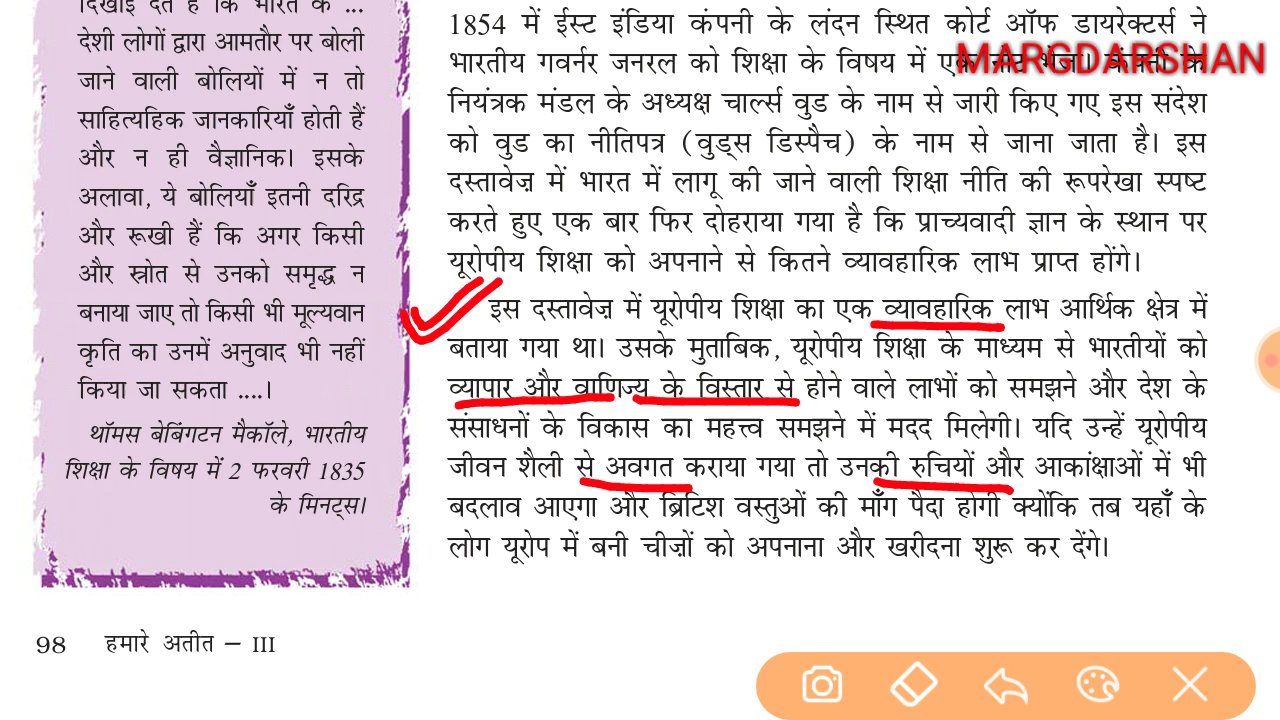 दिखाई देते हैं कि भारत के ...
देशी लोगों द्वारा आमतौर पर बोली
जाने वाली बोलियों में न तो
साहित्यहिक जानकारियाँ होती हैं
और न ही वैज्ञानिक। इसके
अलावा, ये बोलियाँ इतनी दरिद्र
और रूखी हैं कि अगर किसी
और स्रोत से उनको समृद्ध न
बनाया जाए तो किसी भी मूल्यवान
कृति का उनमें अनुवाद भी नहीं
किया जा सकता ....।
थॉमस बेबिंगटन मैकॉले, भारतीय
शिक्षा के विषय में 2 फरवरी 1835
के मिनट्स।
1854 में ईस्ट इंडिया कंपनी के लंदन स्थित कोर्ट ऑफ डायरेक्टर्स ने
भारतीय गवर्नर जनरल को शिक्षा के विषय में के
MARGDARSHAN
नियंत्रक मंडल के अध्यक्ष चार्ल्स वुड के नाम से जारी किए गए इस संदेश
को वुड का नीतिपत्र (वुड्स डिस्पैच) के नाम से जाना जाता है। इस
दस्तावेज़ में भारत में लागू की जाने वाली शिक्षा नीति की रूपरेखा स्पष्ट
करते हुए एक बार फिर दोहराया गया है कि प्राच्यवादी ज्ञान के स्थान पर
यूरोपीय शिक्षा को अपनाने से कितने व्यावहारिक लाभ प्राप्त होंगे।
इस दस्तावेज़ में यूरोपीय शिक्षा का एक व्यावहारिक लाभ आर्थिक क्षेत्र में
बताया गया था। उसके मुताबिक, यूरोपीय शिक्षा के माध्यम से भारतीयों को
व्यापार और वाणिज्य के विस्तार से होने वाले लाभों को समझने और देश के
संसाधनों के विकास का महत्त्व समझने में मदद मिलेगी। यदि उन्हें यूरोपीय
जीवन शैली से अवगत कराया गया तो उनकी रुचियों और आकांक्षाओं में भी
बदलाव आएगा और ब्रिटिश वस्तुओं की माँग पैदा होगी क्योंकि तब यहाँ के
लोग यूरोप में बनी चीज़ों को अपनाना और खरीदना शुरू कर देंगे।
98 हमारे अतीत – III